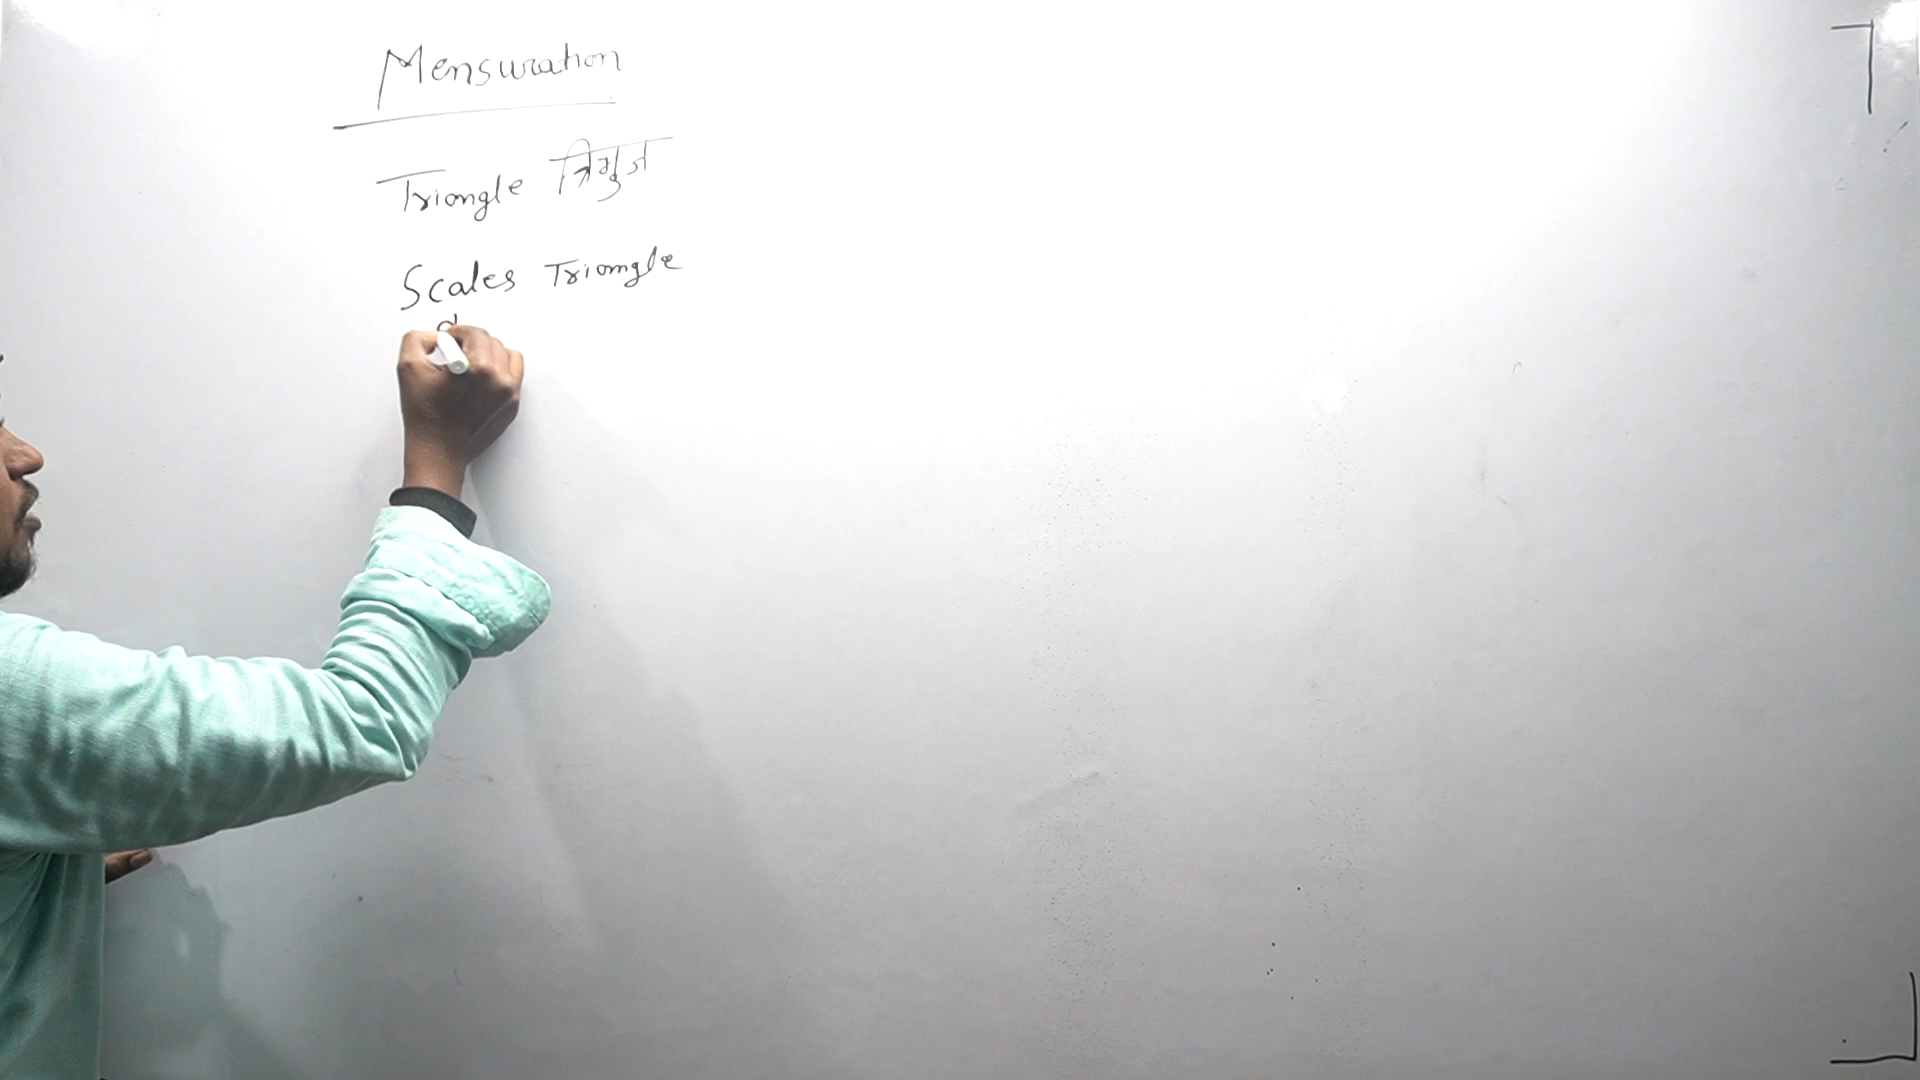 Mensuration
Triangle त्रिभुज
Scales Triangle